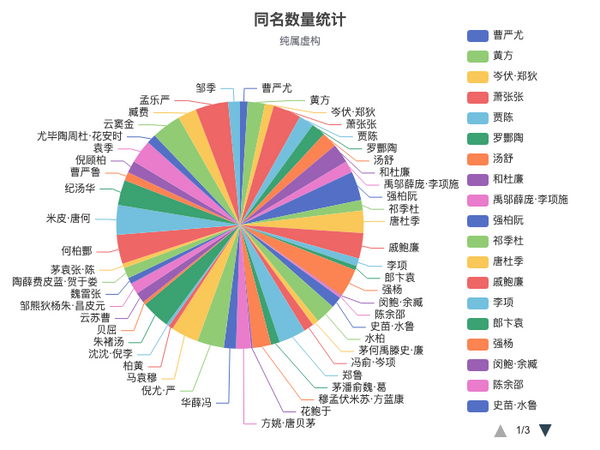 同名数量统计
纯属虚构
邹季
孟乐严
臧费
云窦金
尤毕陶周杜·花安时
袁季
倪顾柏
曹严鲁
纪汤华
米皮·唐何
何柏酆
茅袁张·陈
陶薛费皮蓝·贺于娄
魏雷张
邹熊狄杨朱·昌皮元
云苏曹
贝屈
朱褚汤
沈沈·倪李
柏黄
马袁穆
倪尤·严
华薛冯
曹严尤
黄方
岑伏·郑狄
萧张张
贾陈
罗酆陶
汤舒
和杜廉
禹邬薛庞·李项施
强柏阮
祁季杜
唐杜季
戚鲍廉
李项
郎卞袁
强杨
闵鲍·余臧
陈余邵
史苗·水鲁
水柏
茅何禹滕史·廉
冯俞·岑项
郑鲁
茅潘俞魏·葛
穆孟伏米苏·方蓝康
花鲍于
方姚·唐贝茅
曹严尤
黄方
岑伏·郑狄
萧张张
贾陈
罗酆陶
汤舒
和杜廉
禹邬薛庞·李项施
强柏阮
祁季杜
唐杜季
戚鲍廉
李项
郎卞袁
强杨
闵鲍·余臧
陈余邵
史苗·水鲁
1/3